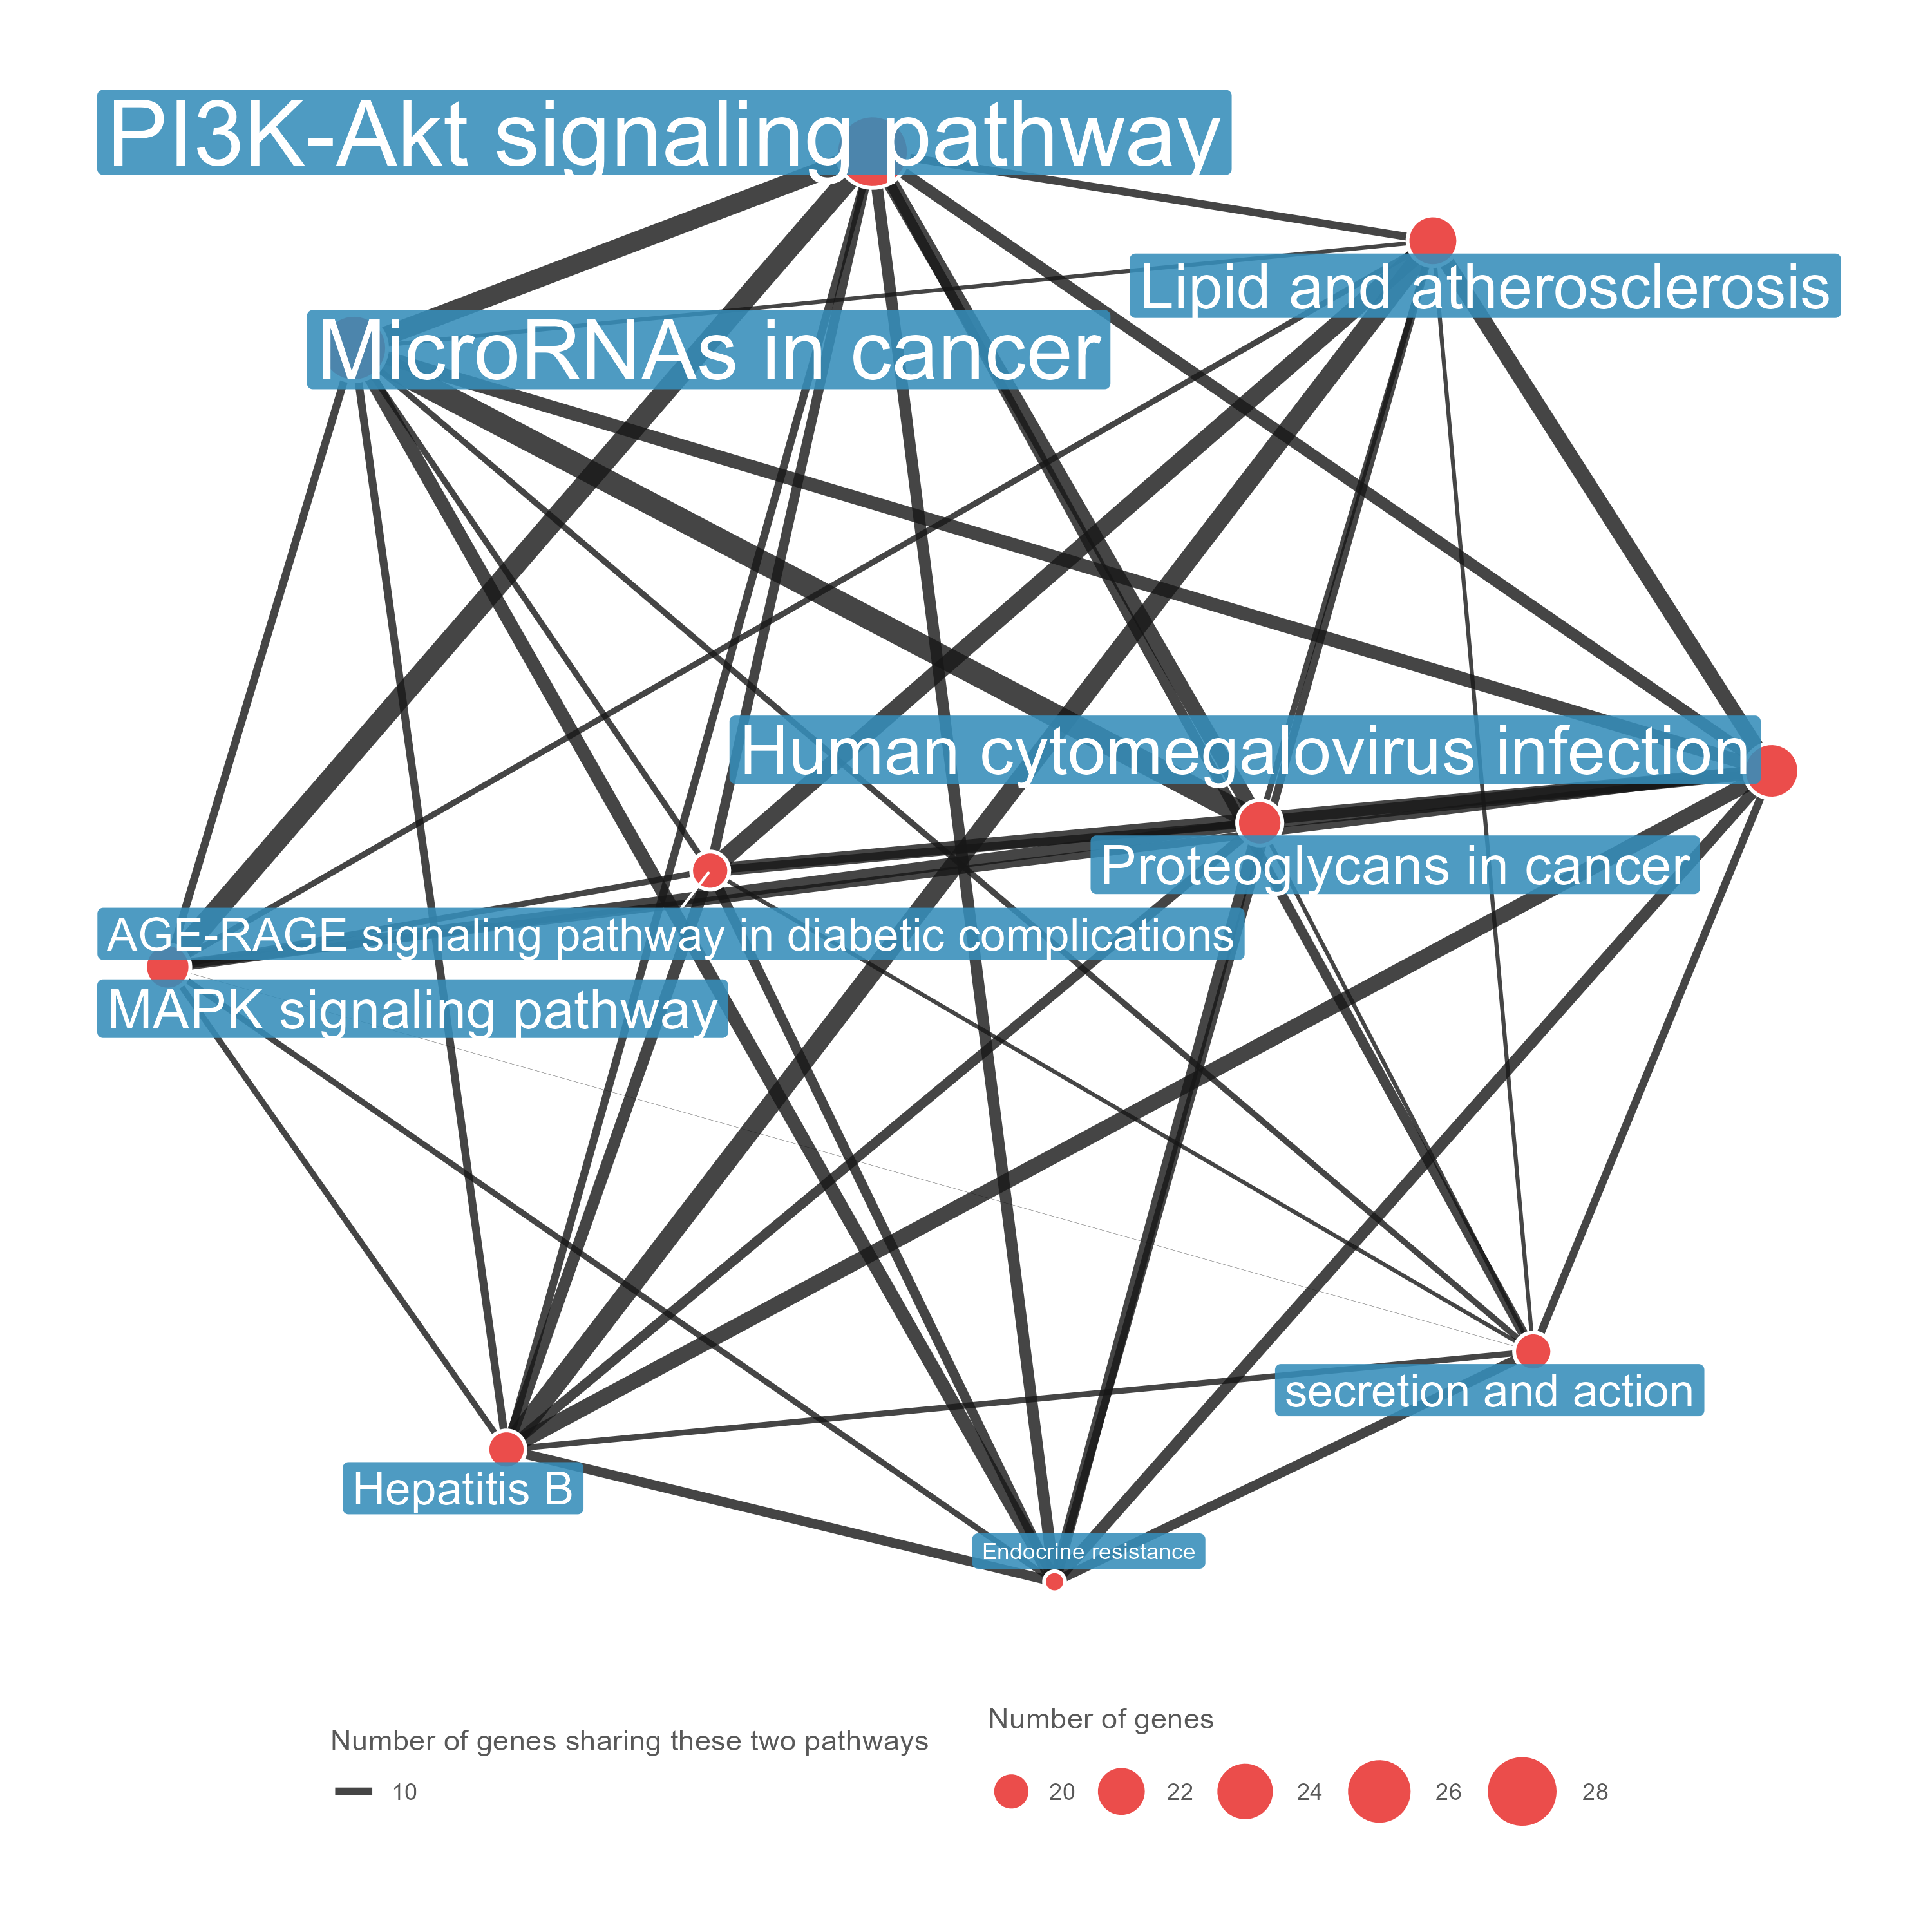 PI3K-Akt signaling pathway
Lipid and atherosclerosis
MicroRNAs in cancer
Human cytomegalovirus infection
Proteoglycans in cancer
AGE-RAGE signaling pathway in diabetic complications
MAPK signaling pathway
secretion and action
Hepatitis B
Endocrine resistance
Number of genes sharing these two pathways
10
Number of genes
20 22 24 26 28